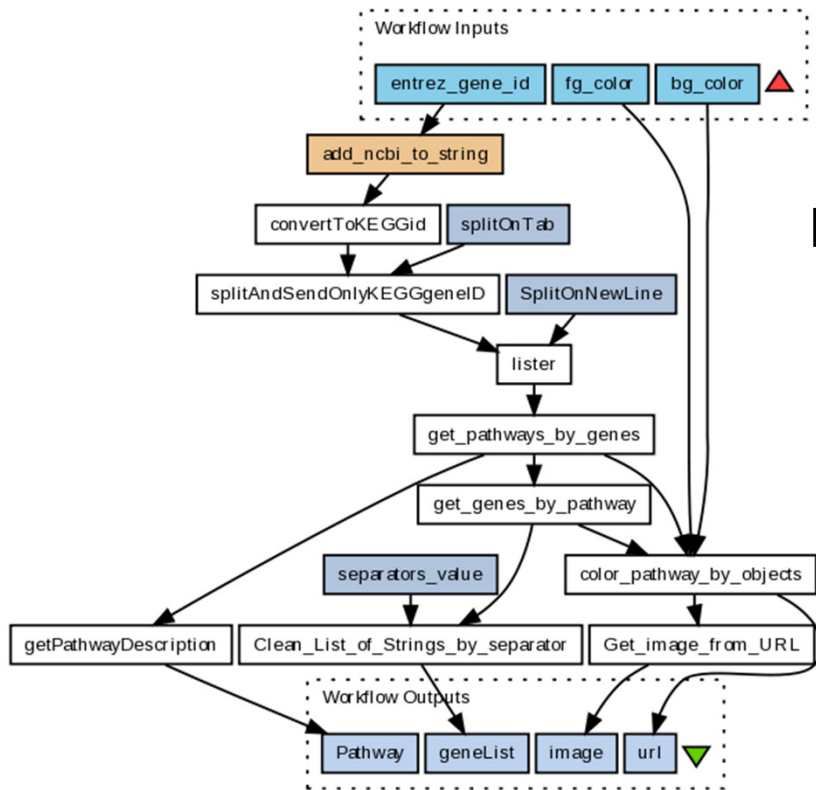 Workflow Inputs
entrez_gene_id
fg_color
bg_color
add_ncbi_to_string
convertToKEGGid
splitOnTab
splitAndSendOnlyKEGGgeneID
SplitOnNewLine
lister
get_pathways_by_genes
get_genes_by_pathway
separators_value
color_pathway_by_objects
getPathwayDescription
Clean_List_of_Strings_by_separator
Get_image_from_URL
Workflow Outputs
Pathway
geneList
image
url